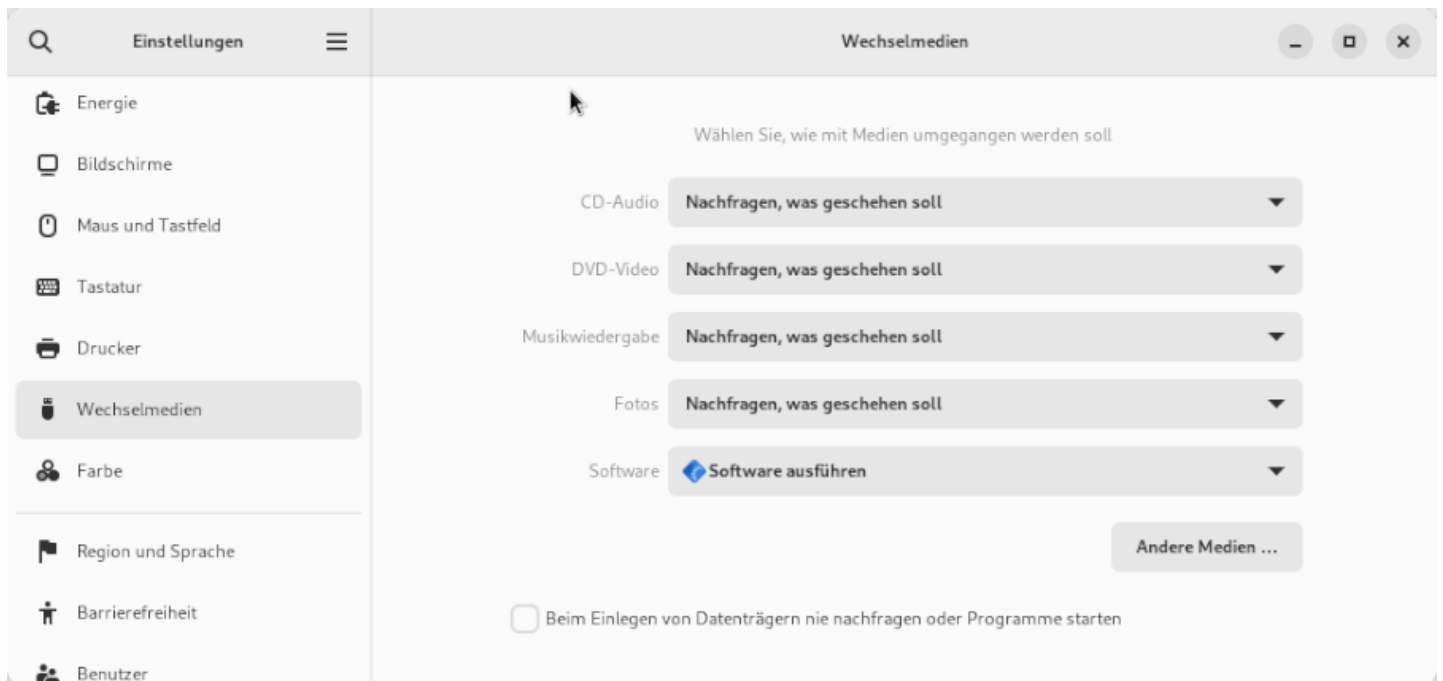 Einstellungen
Wechselmedien
Energie
Bildschirme
Maus und Tastfeld
Tastatur
Drucker
Wechselmedien
Farbe
Region und Sprache
Barrierefreiheit
Benutzer
Wählen Sie, wie mit Medien umgegangen werden soll
CD-Audio Nachfragen, was geschehen soll
DVD-Video Nachfragen, was geschehen soll
Musikwiedergabe Nachfragen, was geschehen soll
Fotos Nachfragen, was geschehen soll
Software Software ausführen
Andere Medien ...
Beim Einlegen von Datenträgern nie nachfragen oder Programme starten